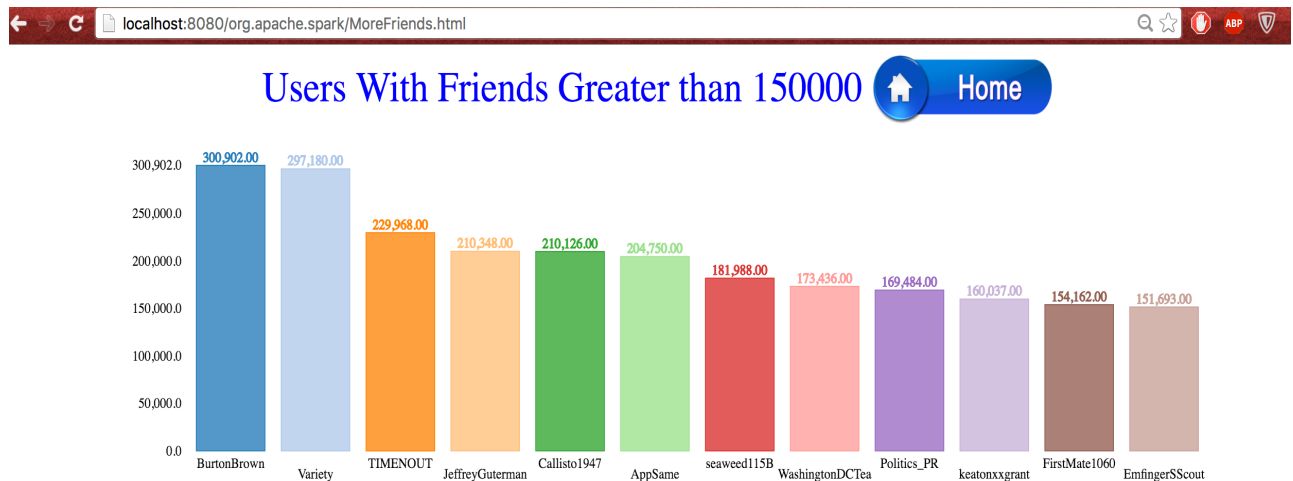 localhost:8080/org.apache.spark/MoreFriends.html
ABP
Users With Friends Greater than 150000
Home
300,902.00
297,180.00
229,968.00
210,348.00
210,126.00
204,750.00
181,988.00
173,436.00
169,484.00
160,037.00
154,162.00
151,693.00
300,902.0
250,000.0
200,000.0
150,000.0
100,000.0
50,000.0
0.0
BurtonBrown
Variety
TIMENOUT
JeffreyGuterman
Callisto1947
AppSame
seaweed115B
WashingtonDCTea
Politics_PR
keatonxxgrant
FirstMate1060
EmfingerSScout